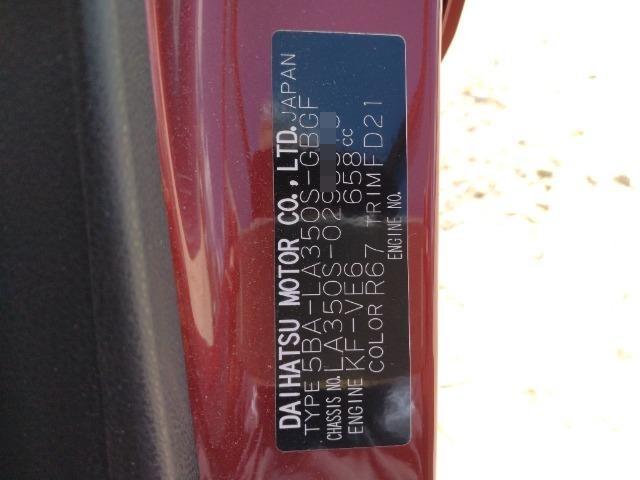 DAIHATSU MOTOR CO., LTD. JAPAN
TYPE 5BA-LA350S-GBGF
CHASSIS NO. LA350S-029
ENGINE KF-VE6 658cc
COLOR R67 TRIM FD21
ENGINE NO.